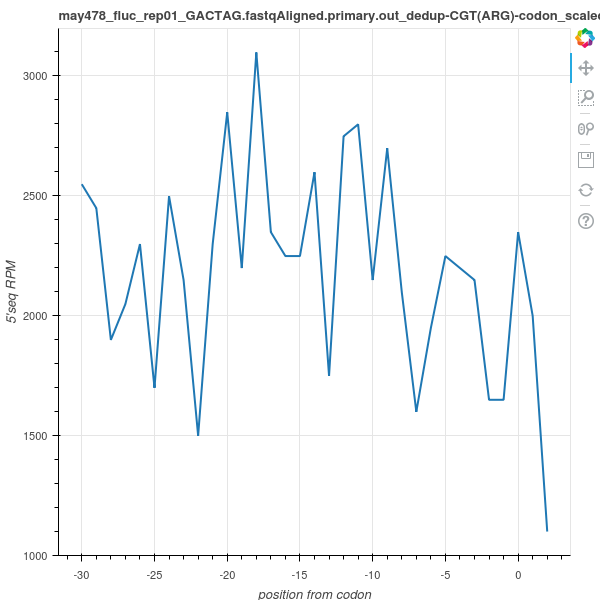 may478_fluc_rep01_GACTAG.fastqAligned.primary.out_dedup-CGT(ARG)-codon_scaled
3000
2500
2000
1500
1000
5'seq RPM
-30 -25 -20 -15 -10 -5 0
position from codon